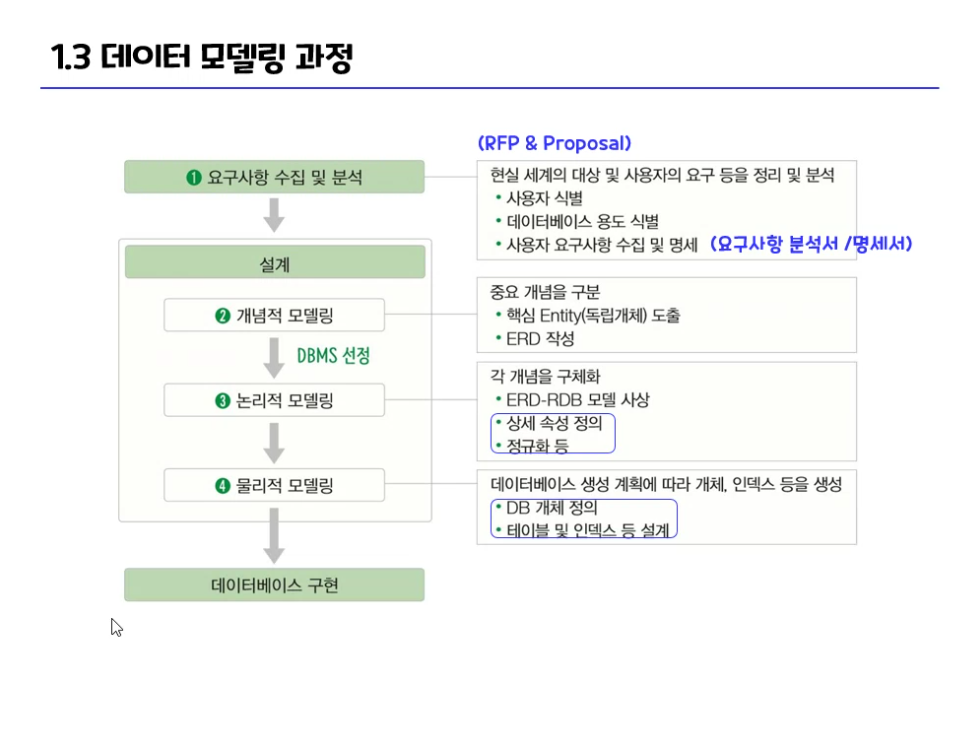 1.3 데이터 모델링 과정
(RFP & Proposal)
❶ 요구사항 수집 및 분석
현실 세계의 대상 및 사용자의 요구 등을 정리 및 분석
• 사용자 식별
• 데이터베이스 용도 식별
• 사용자 요구사항 수집 및 명세 (요구사항 분석서 /명세서)
설계
❷ 개념적 모델링
중요 개념을 구분
• 핵심 Entity(독립개체) 도출
• ERD 작성
DBMS 선정
❸ 논리적 모델링
각 개념을 구체화
• ERD-RDB 모델 사상
• 상세 속성 정의
• 정규화 등
❹ 물리적 모델링
데이터베이스 생성 계획에 따라 개체, 인덱스 등을 생성
• DB 개체 정의
• 테이블 및 인덱스 등 설계
데이터베이스 구현